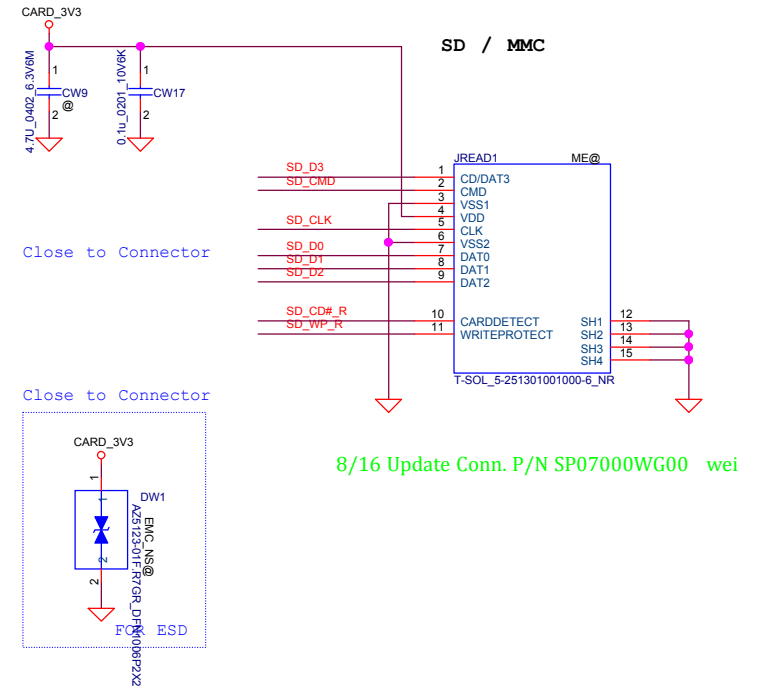 CARD_3V3
SD / MMC
4.7U_0402_6.3V6M
1
CW9
@
2
0.1u_0201_10V6K
1
CW17
2
JREAD1
ME@
SD_D3
1
CD/DAT3
SD_CMD
2
CMD
3
VSS1
4
VDD
SD_CLK
5
CLK
6
VSS2
SD_D0
7
DAT0
SD_D1
8
DAT1
SD_D2
9
DAT2
SD_CD#_R
10
CARDDETECT
SD_WP_R
11
WRITEPROTECT
SH1
12
SH2
13
SH3
14
SH4
15
T-SOL_5-251301001000-6_NR
Close to Connector
Close to Connector
8/16 Update Conn. P/N SP07000WG00 wei
CARD_3V3
1
1
DW1
EMC_NS@
AZ5123-01F.R7GR_DFN1006P2X2
2
2
FOR ESD